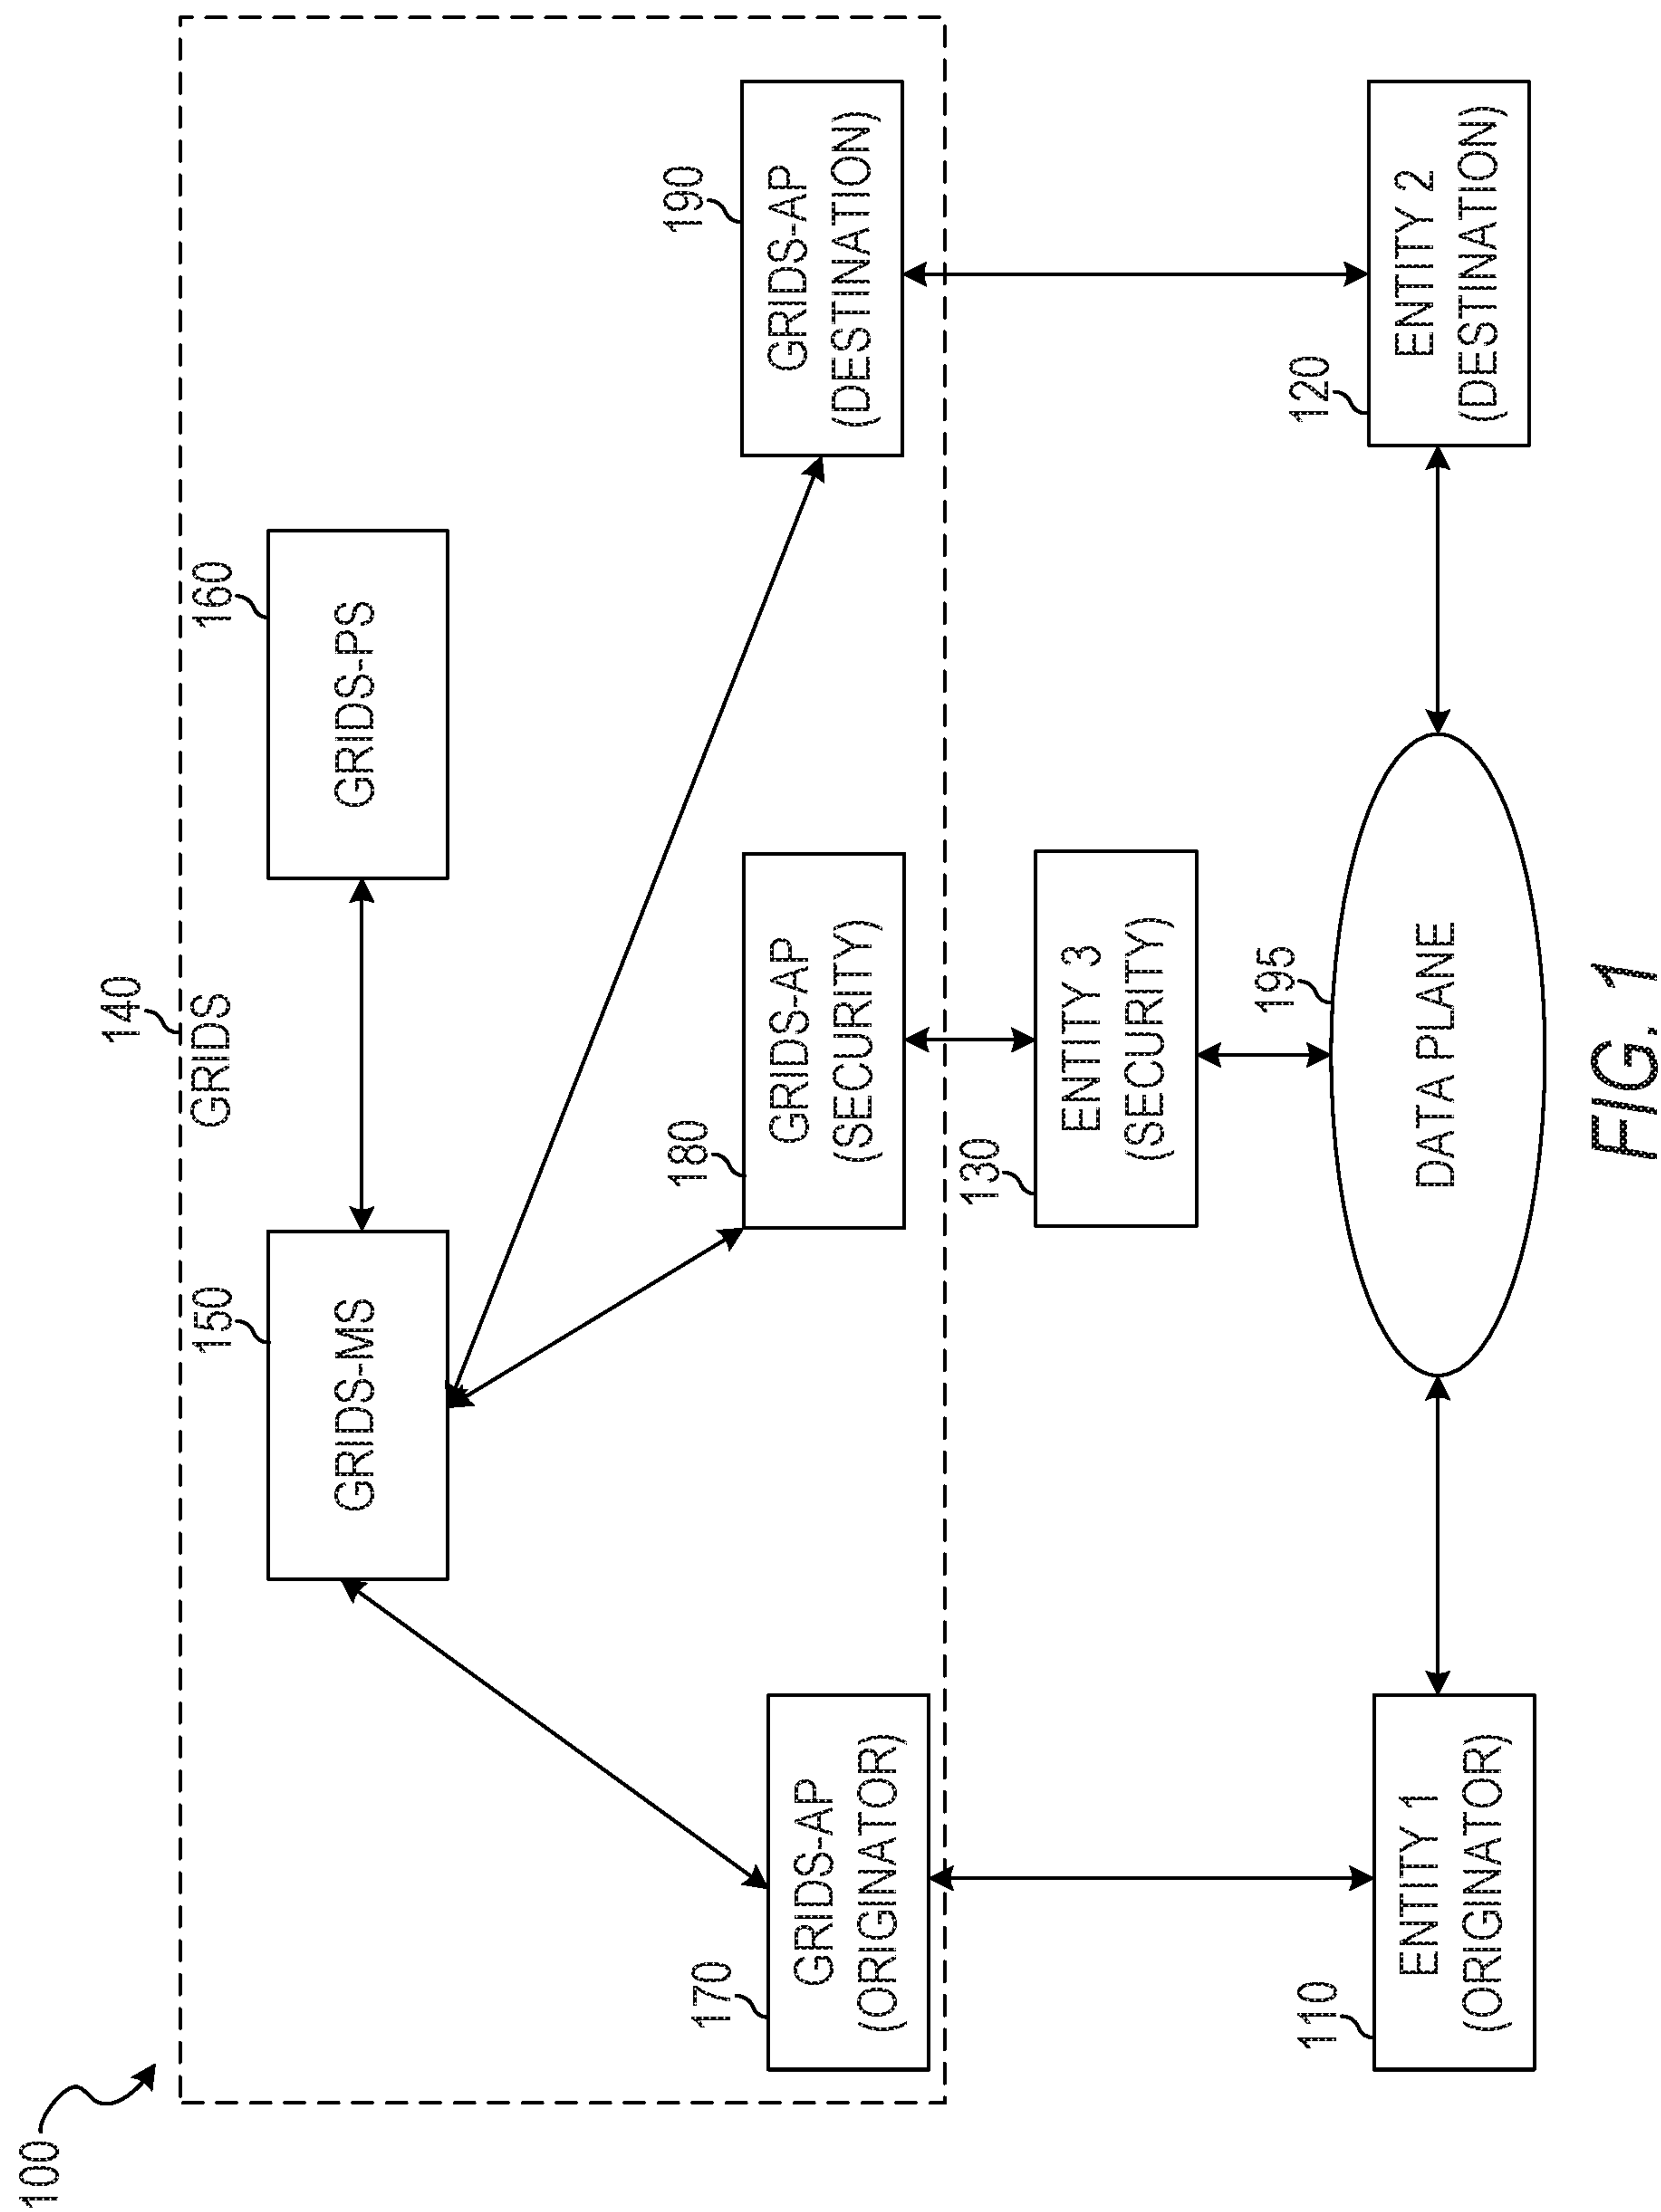 100
140
GRIDS
150
GRIDS-MS
160
GRIDS-PS
170
GRIDS-AP
(ORIGINATOR)
180
GRIDS-AP
(SECURITY)
190
GRIDS-AP
(DESTINATION)
130
ENTITY 3
(SECURITY)
110
ENTITY 1
(ORIGINATOR)
195
DATA PLANE
120
ENTITY 2
(DESTINATION)
FIG. 1